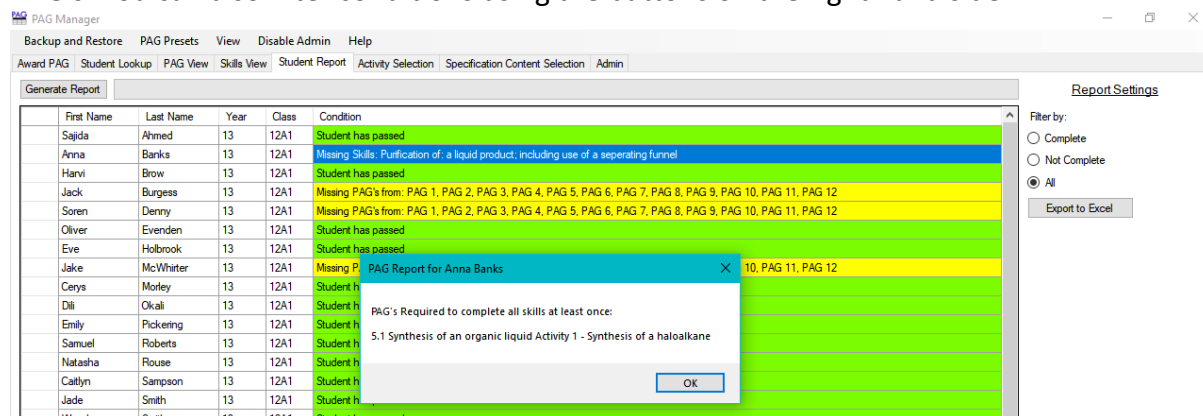 PAG Manager
Backup and Restore PAG Presets View Disable Admin Help
Award PAG Student Lookup PAG View Skills View Student Report Activity Selection Specification Content Selection Admin
Generate Report
Report Settings
First Name Last Name Year Class Condition
Filter by:
Sajida Ahmed 13 12A1 Student has passed
Complete
Anna Banks 13 12A1 Missing Skills: Purification of: a liquid product; including use of a seperating funnel
Not Complete
Harvi Brow 13 12A1 Student has passed
All
Jack Burgess 13 12A1 Missing PAG's from: PAG 1, PAG 2, PAG 3, PAG 4, PAG 5, PAG 6, PAG 7, PAG 8, PAG 9, PAG 10, PAG 11, PAG 12
Soren Denny 13 12A1 Missing PAG's from: PAG 1, PAG 2, PAG 3, PAG 4, PAG 5, PAG 6, PAG 7, PAG 8, PAG 9, PAG 10, PAG 11, PAG 12
Export to Excel
Oliver Evenden 13 12A1 Student has passed
Eve Holbrook 13 12A1 Student has passed
Jake McWhirter 13 12A1 Missing P 10, PAG 11, PAG 12
PAG Report for Anna Banks
Cerys Morley 13 12A1 Student h
Dili Okali 13 12A1 Student h
PAG's Required to complete all skills at least once:
Emily Pickering 13 12A1 Student h
5.1 Synthesis of an organic liquid Activity 1 - Synthesis of a haloalkane
Samuel Roberts 13 12A1 Student h
Natasha Rouse 13 12A1 Student h
Caitlyn Sampson 13 12A1 Student h
OK
Jade Smith 13 12A1 Student h